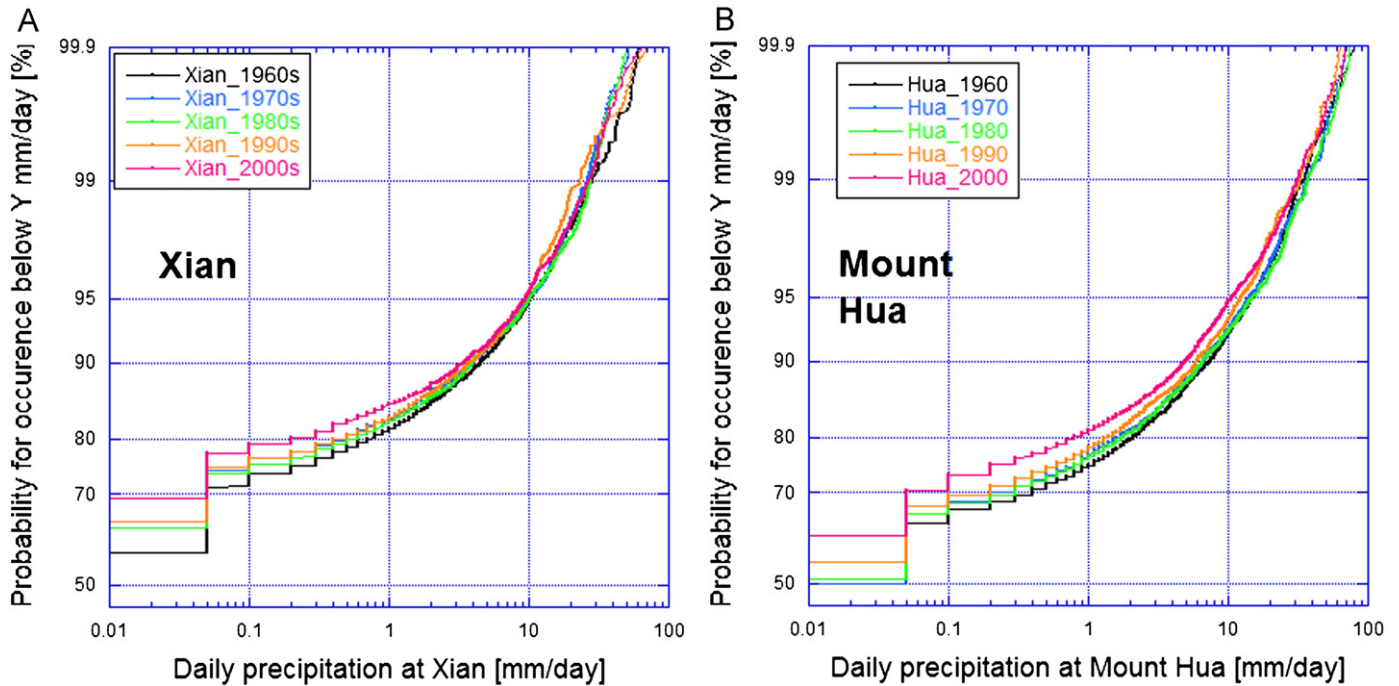 A
Probability for occurence below Y mm/day [%]
99.9
99
95
90
80
70
50
Xian_1960s
Xian_1970s
Xian_1980s
Xian_1990s
Xian_2000s
Xian
0.01
0.1
1
10
100
Daily precipitation at Xian [mm/day]
B
Probability for occurence below Y mm/day [%]
99.9
99
95
90
80
70
50
Hua_1960
Hua_1970
Hua_1980
Hua_1990
Hua_2000
Mount
Hua
0.01
0.1
1
10
100
Daily precipitation at Mount Hua [mm/day]